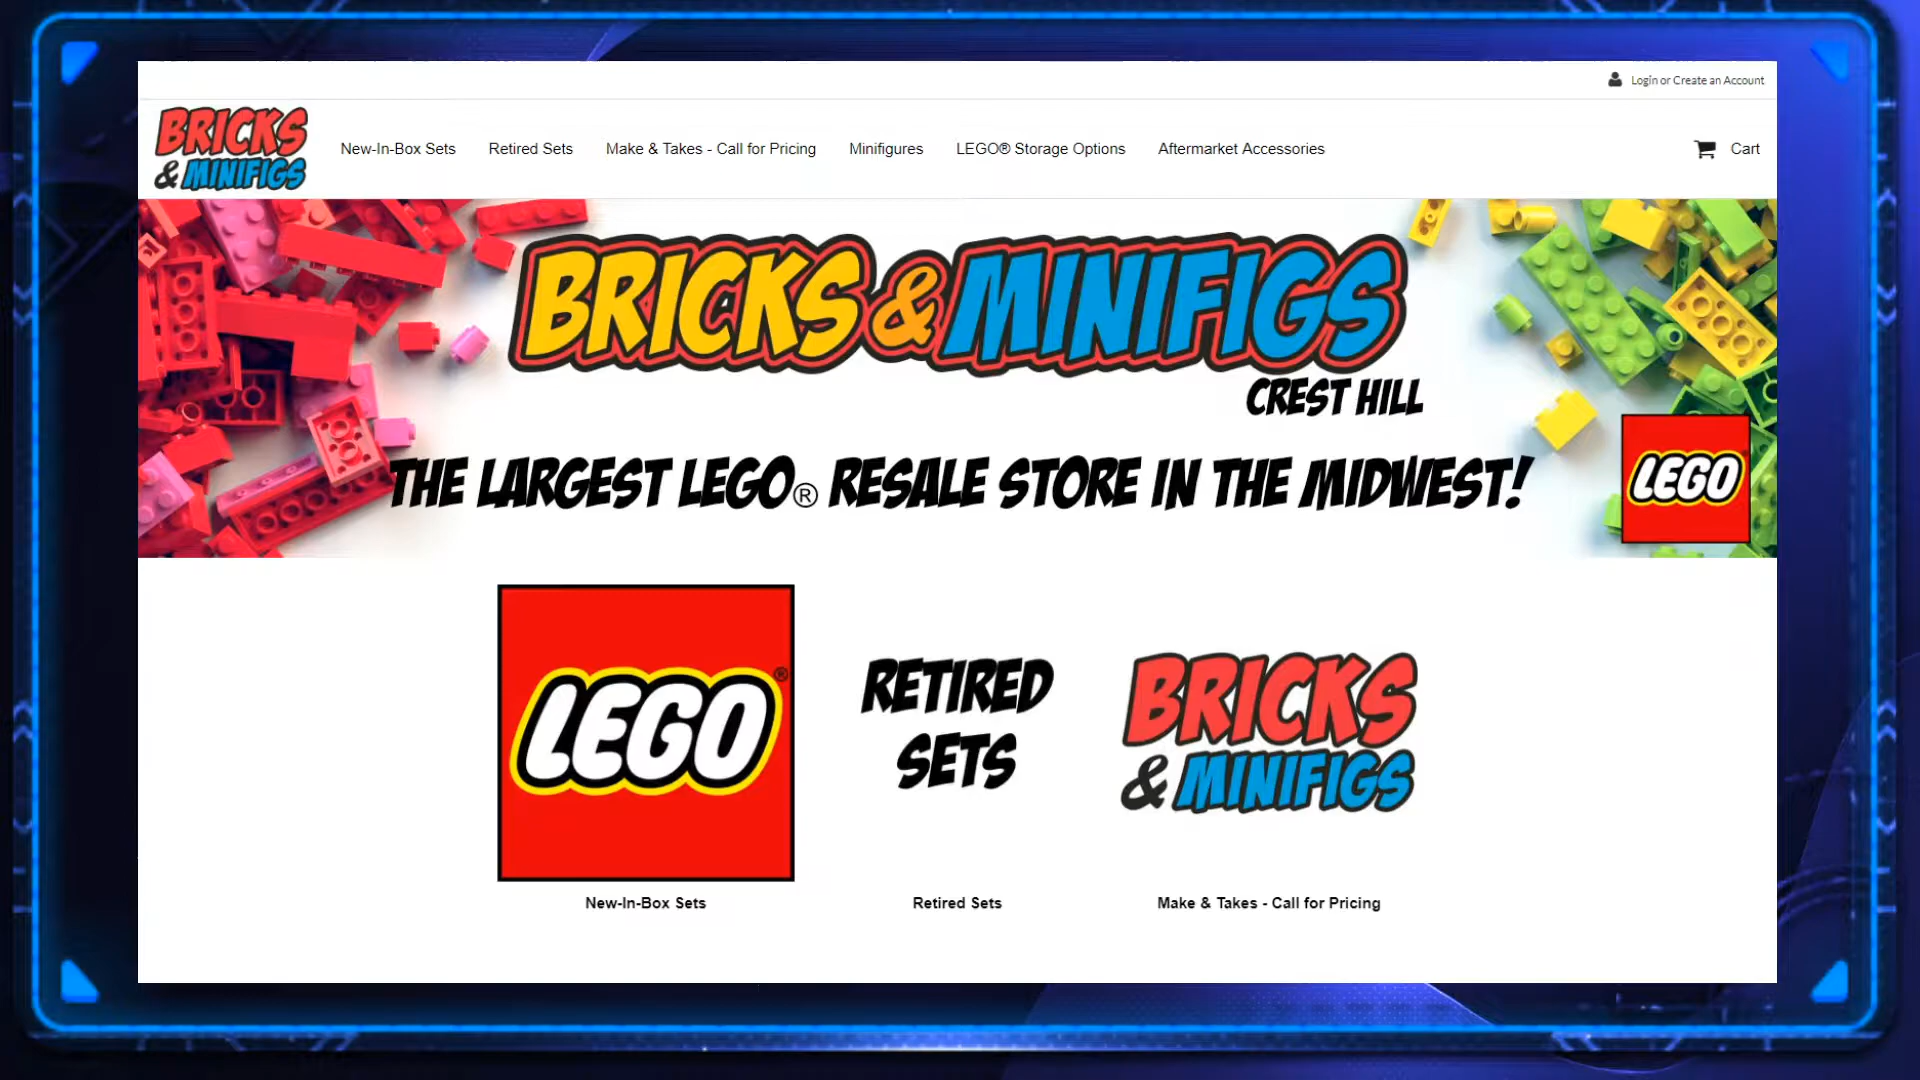 Login or Create an Account
BRICKS
& MINIFIGS
New-In-Box Sets
Retired Sets
Make & Takes - Call for Pricing
Minifigures
LEGO® Storage Options
Aftermarket Accessories
Cart
BRICKS & MINIFIGS
CREST HILL
THE LARGEST LEGO® RESALE STORE IN THE MIDWEST!
LEGO
LEGO®
RETIRED
SETS
BRICKS
& MINIFIGS
New-In-Box Sets
Retired Sets
Make & Takes - Call for Pricing